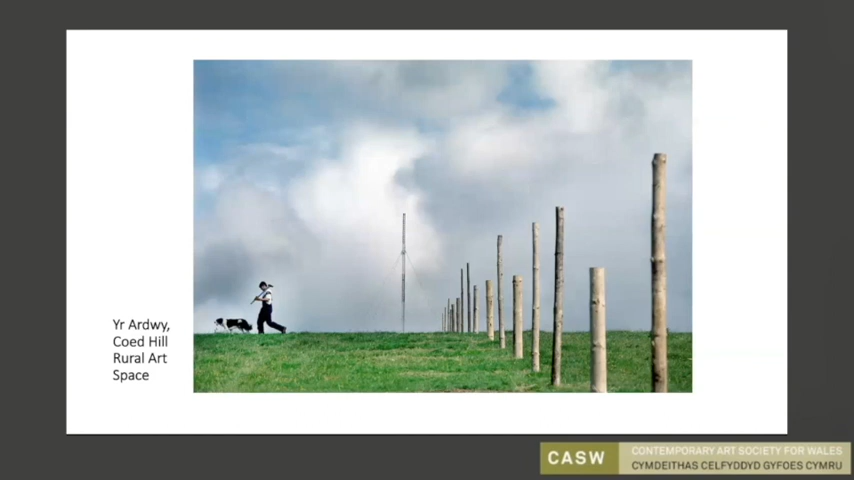 Yr Ardwy,
Coed Hill
Rural Art
Space
CASW
CONTEMPORARY ART SOCIETY FOR WALES
CYMDEITHAS CELFYDDYD GYFOES CYMRU